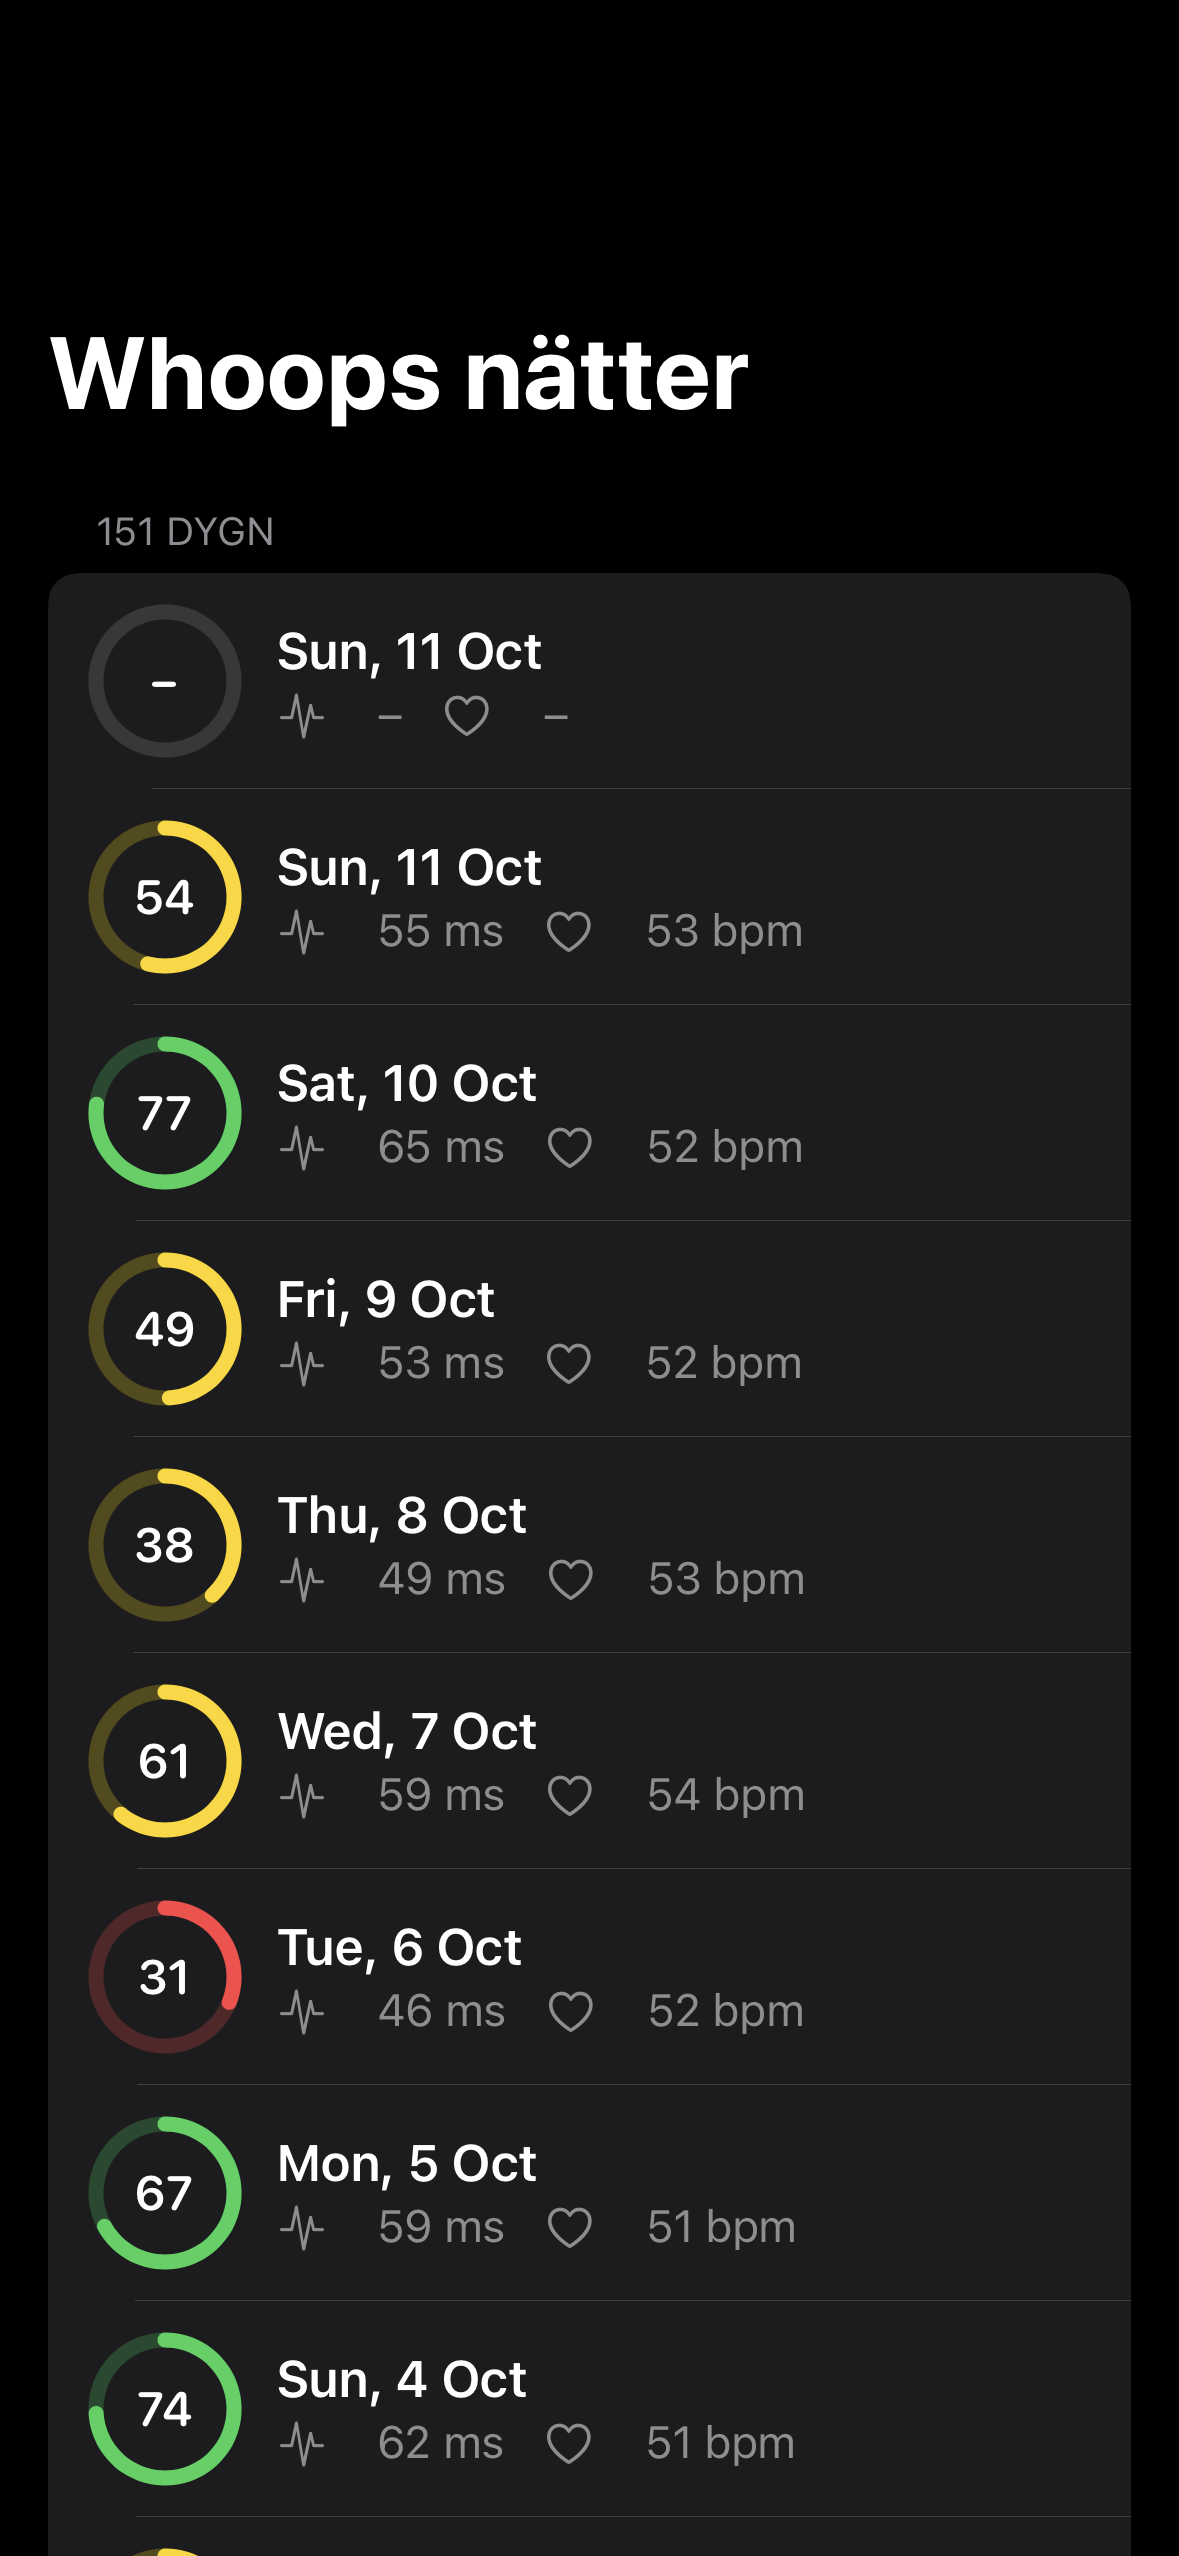 Whoops nätter
151 DYGN
–
Sun, 11 Oct
– –
54
Sun, 11 Oct
55 ms 53 bpm
77
Sat, 10 Oct
65 ms 52 bpm
49
Fri, 9 Oct
53 ms 52 bpm
38
Thu, 8 Oct
49 ms 53 bpm
61
Wed, 7 Oct
59 ms 54 bpm
31
Tue, 6 Oct
46 ms 52 bpm
67
Mon, 5 Oct
59 ms 51 bpm
74
Sun, 4 Oct
62 ms 51 bpm